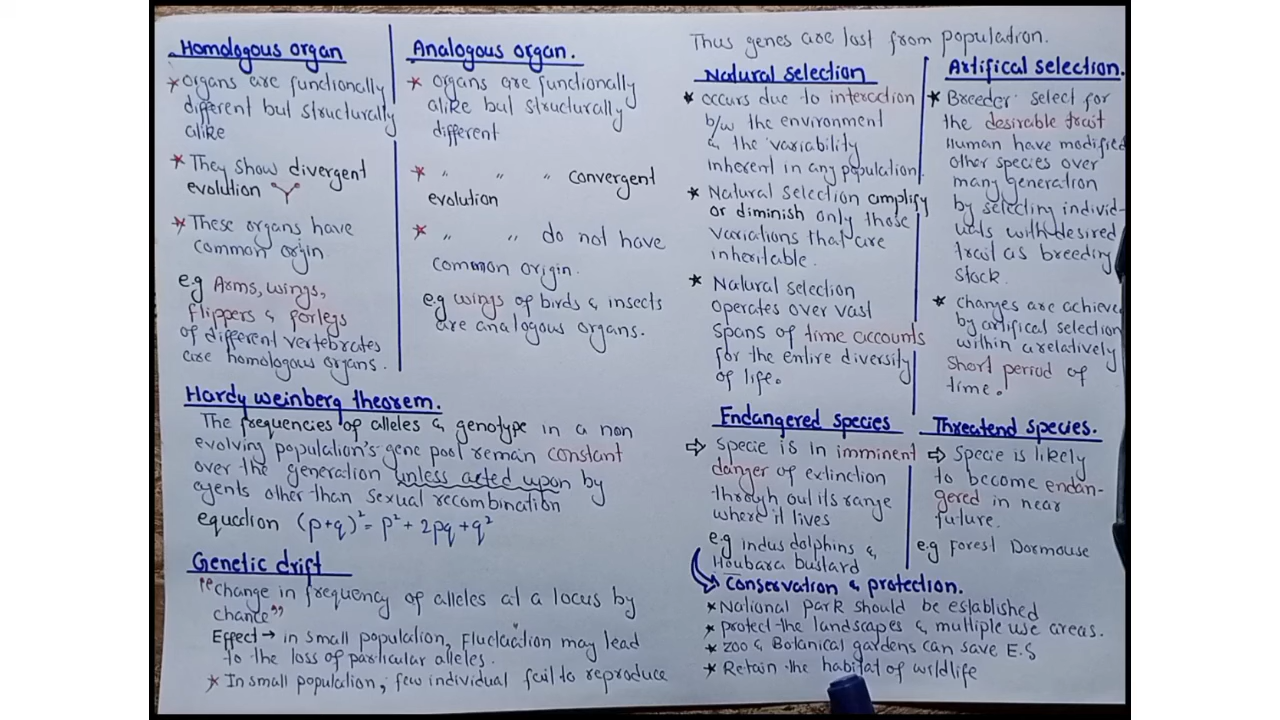 Homologous organ
* Organs are functionally
different but structurally
alike
* They show divergent
evolution
* These organs have
common orjin.
e.g Arms, wings,
flippers & forlegs
of different vertebrates
are homologous organs.
Analogous organ.
* Organs are functionally
alike but structurally
different
* " " " convergent
evolution
* " " do not have
common origin.
e.g wings of birds & insects
are analogous organs.
Hardy weinberg theorem.
The frequencies of alleles & genotype in a non
evolving population's gene pool remain constant
over the generation unless acted upon by
agents other than sexual recombination
equation (p+q)² = p² + 2pq + q²
Genetic drift
"change in frequency of alleles at a locus by
chance"
Effect → in small population, Fluctuation may lead
to the loss of particular alleles.
* In small population, few individual fail to reproduce
Thus genes are lost from population.
Natural selection
* occurs due to interaction
b/w the environment
& the variability
inherent in any population.
* Natural selection amplify
or diminish only those
variations that are
inheritable.
* Natural selection
operates over vast
spans of time accounts
for the entire diversity
of life.
Artifical selection.
* Breeder select for
the desirable trait
Human have modified
other species over
many generation
by selecting individ-
uals with desired
trait as breeding
stock.
* changes are achieve
by artifical selection
within a relatively
short period of
time.
Endangered species
⇒ Specie is in imminent
danger of extinction
through out its range
where it lives
e.g indus dolphins &
Houbara bustard
Threatend species.
⇒ Specie is likely
to become endan-
gered in near
future.
e.g Forest Dormouse
Conservation & protection.
* National park should be established
* protect the landscapes & multiple use areas.
* zoo & Botanical gardens can save E.S
* Retain the habitat of wildlife